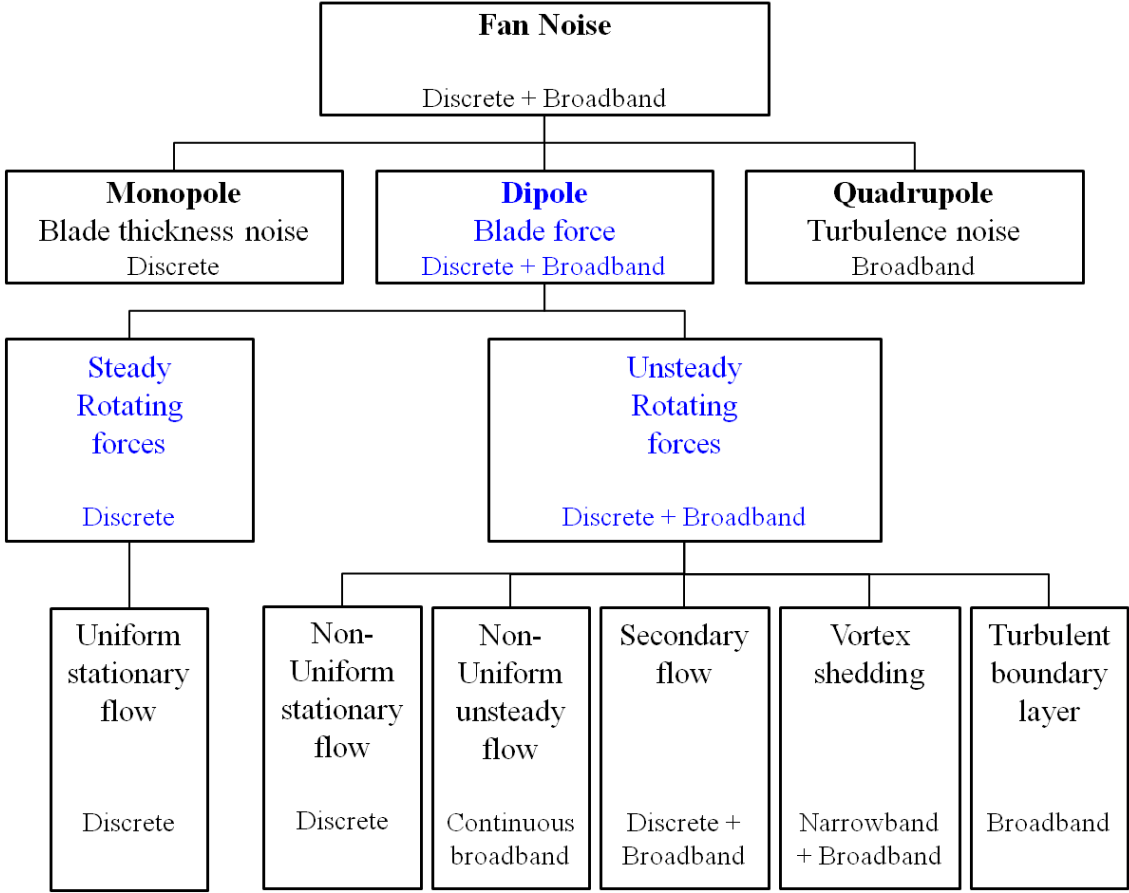 Fan Noise
Discrete + Broadband
Monopole
Blade thickness noise
Discrete
Dipole
Blade force
Discrete + Broadband
Quadrupole
Turbulence noise
Broadband
Steady
Rotating
forces
Discrete
Unsteady
Rotating
forces
Discrete + Broadband
Uniform
stationary
flow
Discrete
Non-
Uniform
stationary
flow
Discrete
Non-
Uniform
unsteady
flow
Continuous
broadband
Secondary
flow
Discrete +
Broadband
Vortex
shedding
Narrowband
+ Broadband
Turbulent
boundary
layer
Broadband